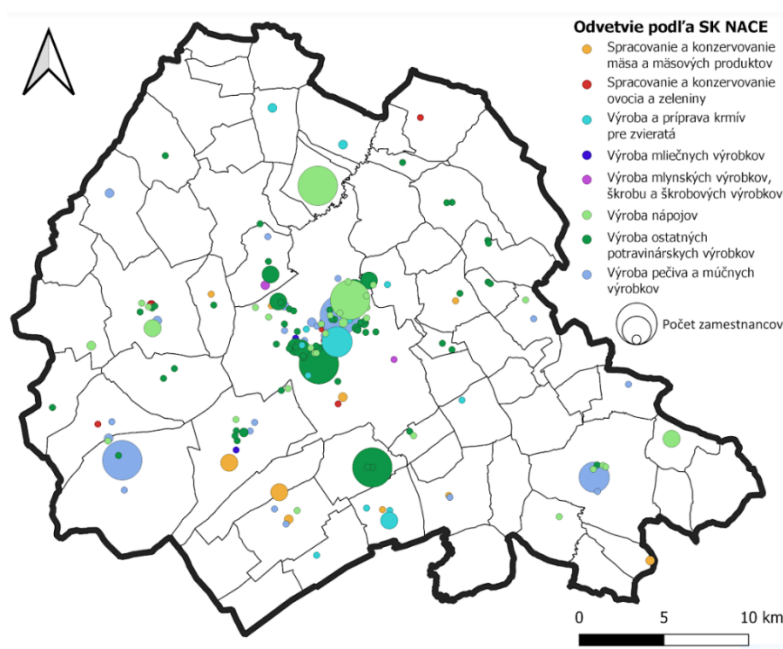 Odvetvie podľa SK NACE
Spracovanie a konzervovanie
mäsa a mäsových produktov
Spracovanie a konzervovanie
ovocia a zeleniny
Výroba a príprava krmív
pre zvieratá
Výroba mliečnych výrobkov
Výroba mlynských výrobkov,
škrobu a škrobových výrobkov
Výroba nápojov
Výroba ostatných
potravinárskych výrobkov
Výroba pečiva a múčnych
výrobkov
Počet zamestnancov
0 5 10 km